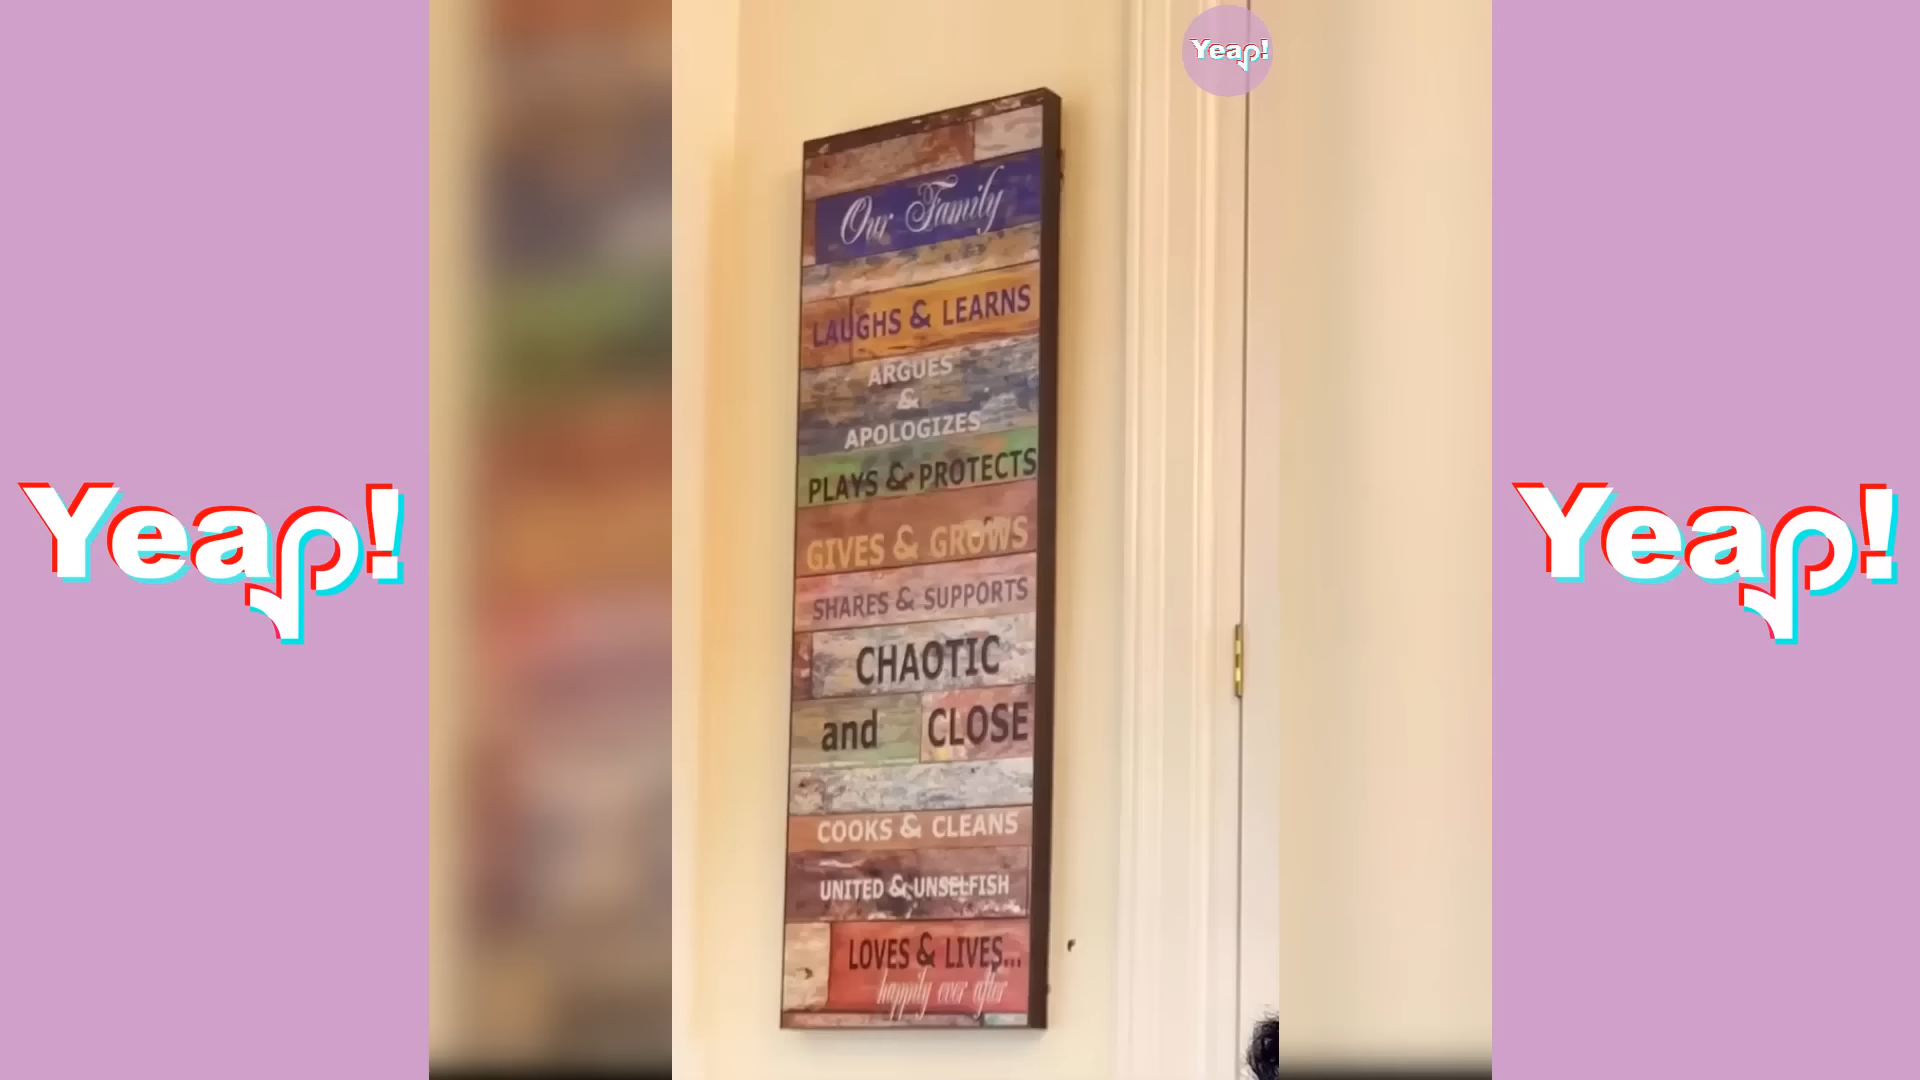 Yeap!
Our Family
LAUGHS & LEARNS
ARGUES
&
APOLOGIZES
PLAYS & PROTECTS
GIVES & GROWS
SHARES & SUPPORTS
CHAOTIC
and CLOSE
COOKS & CLEANS
UNITED & UNSELFISH
LOVES & LIVES...
happily ever after
Yeap!
Yeap!